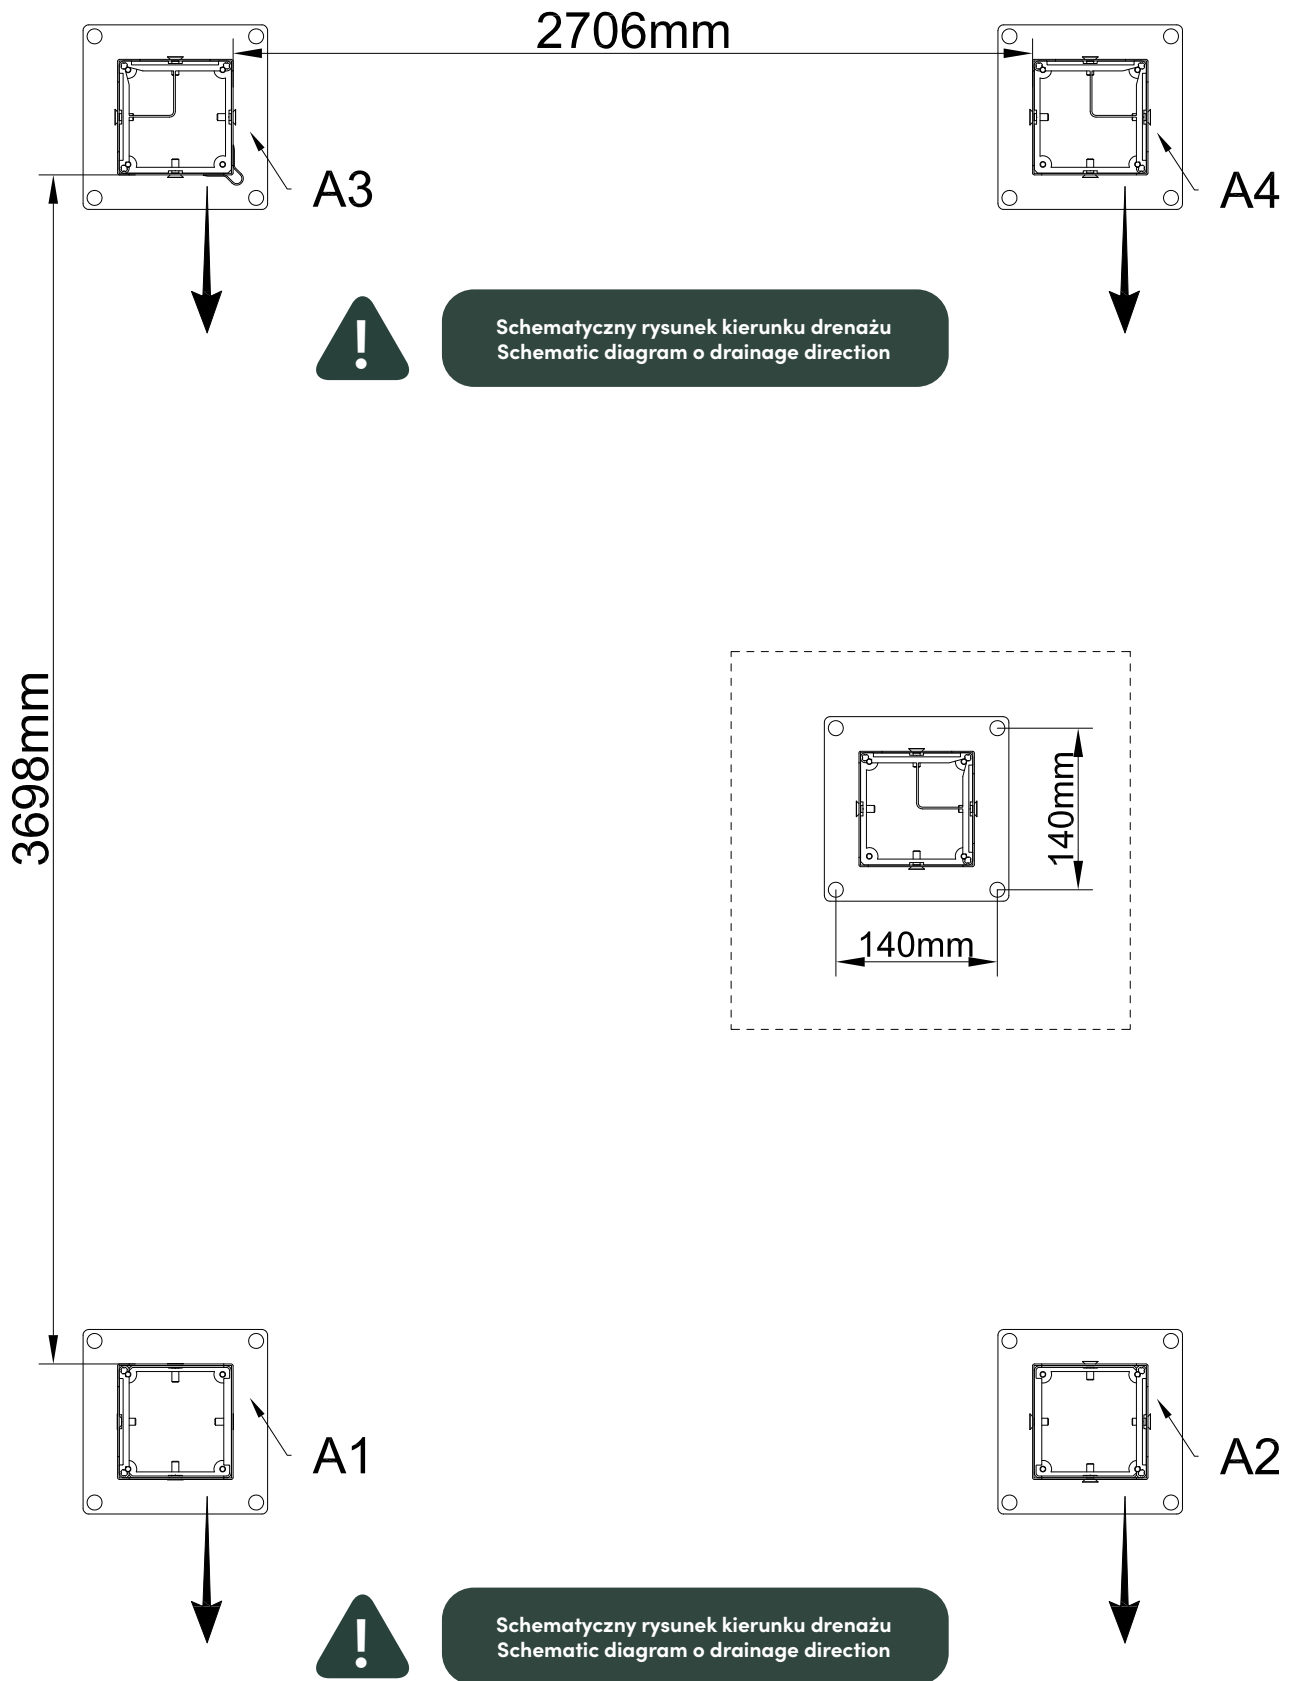 2706mm
A3
A4
!
Schematyczny rysunek kierunku drenażu
Schematic diagram o drainage direction
3698mm
140mm
140mm
A1
A2
!
Schematyczny rysunek kierunku drenażu
Schematic diagram o drainage direction